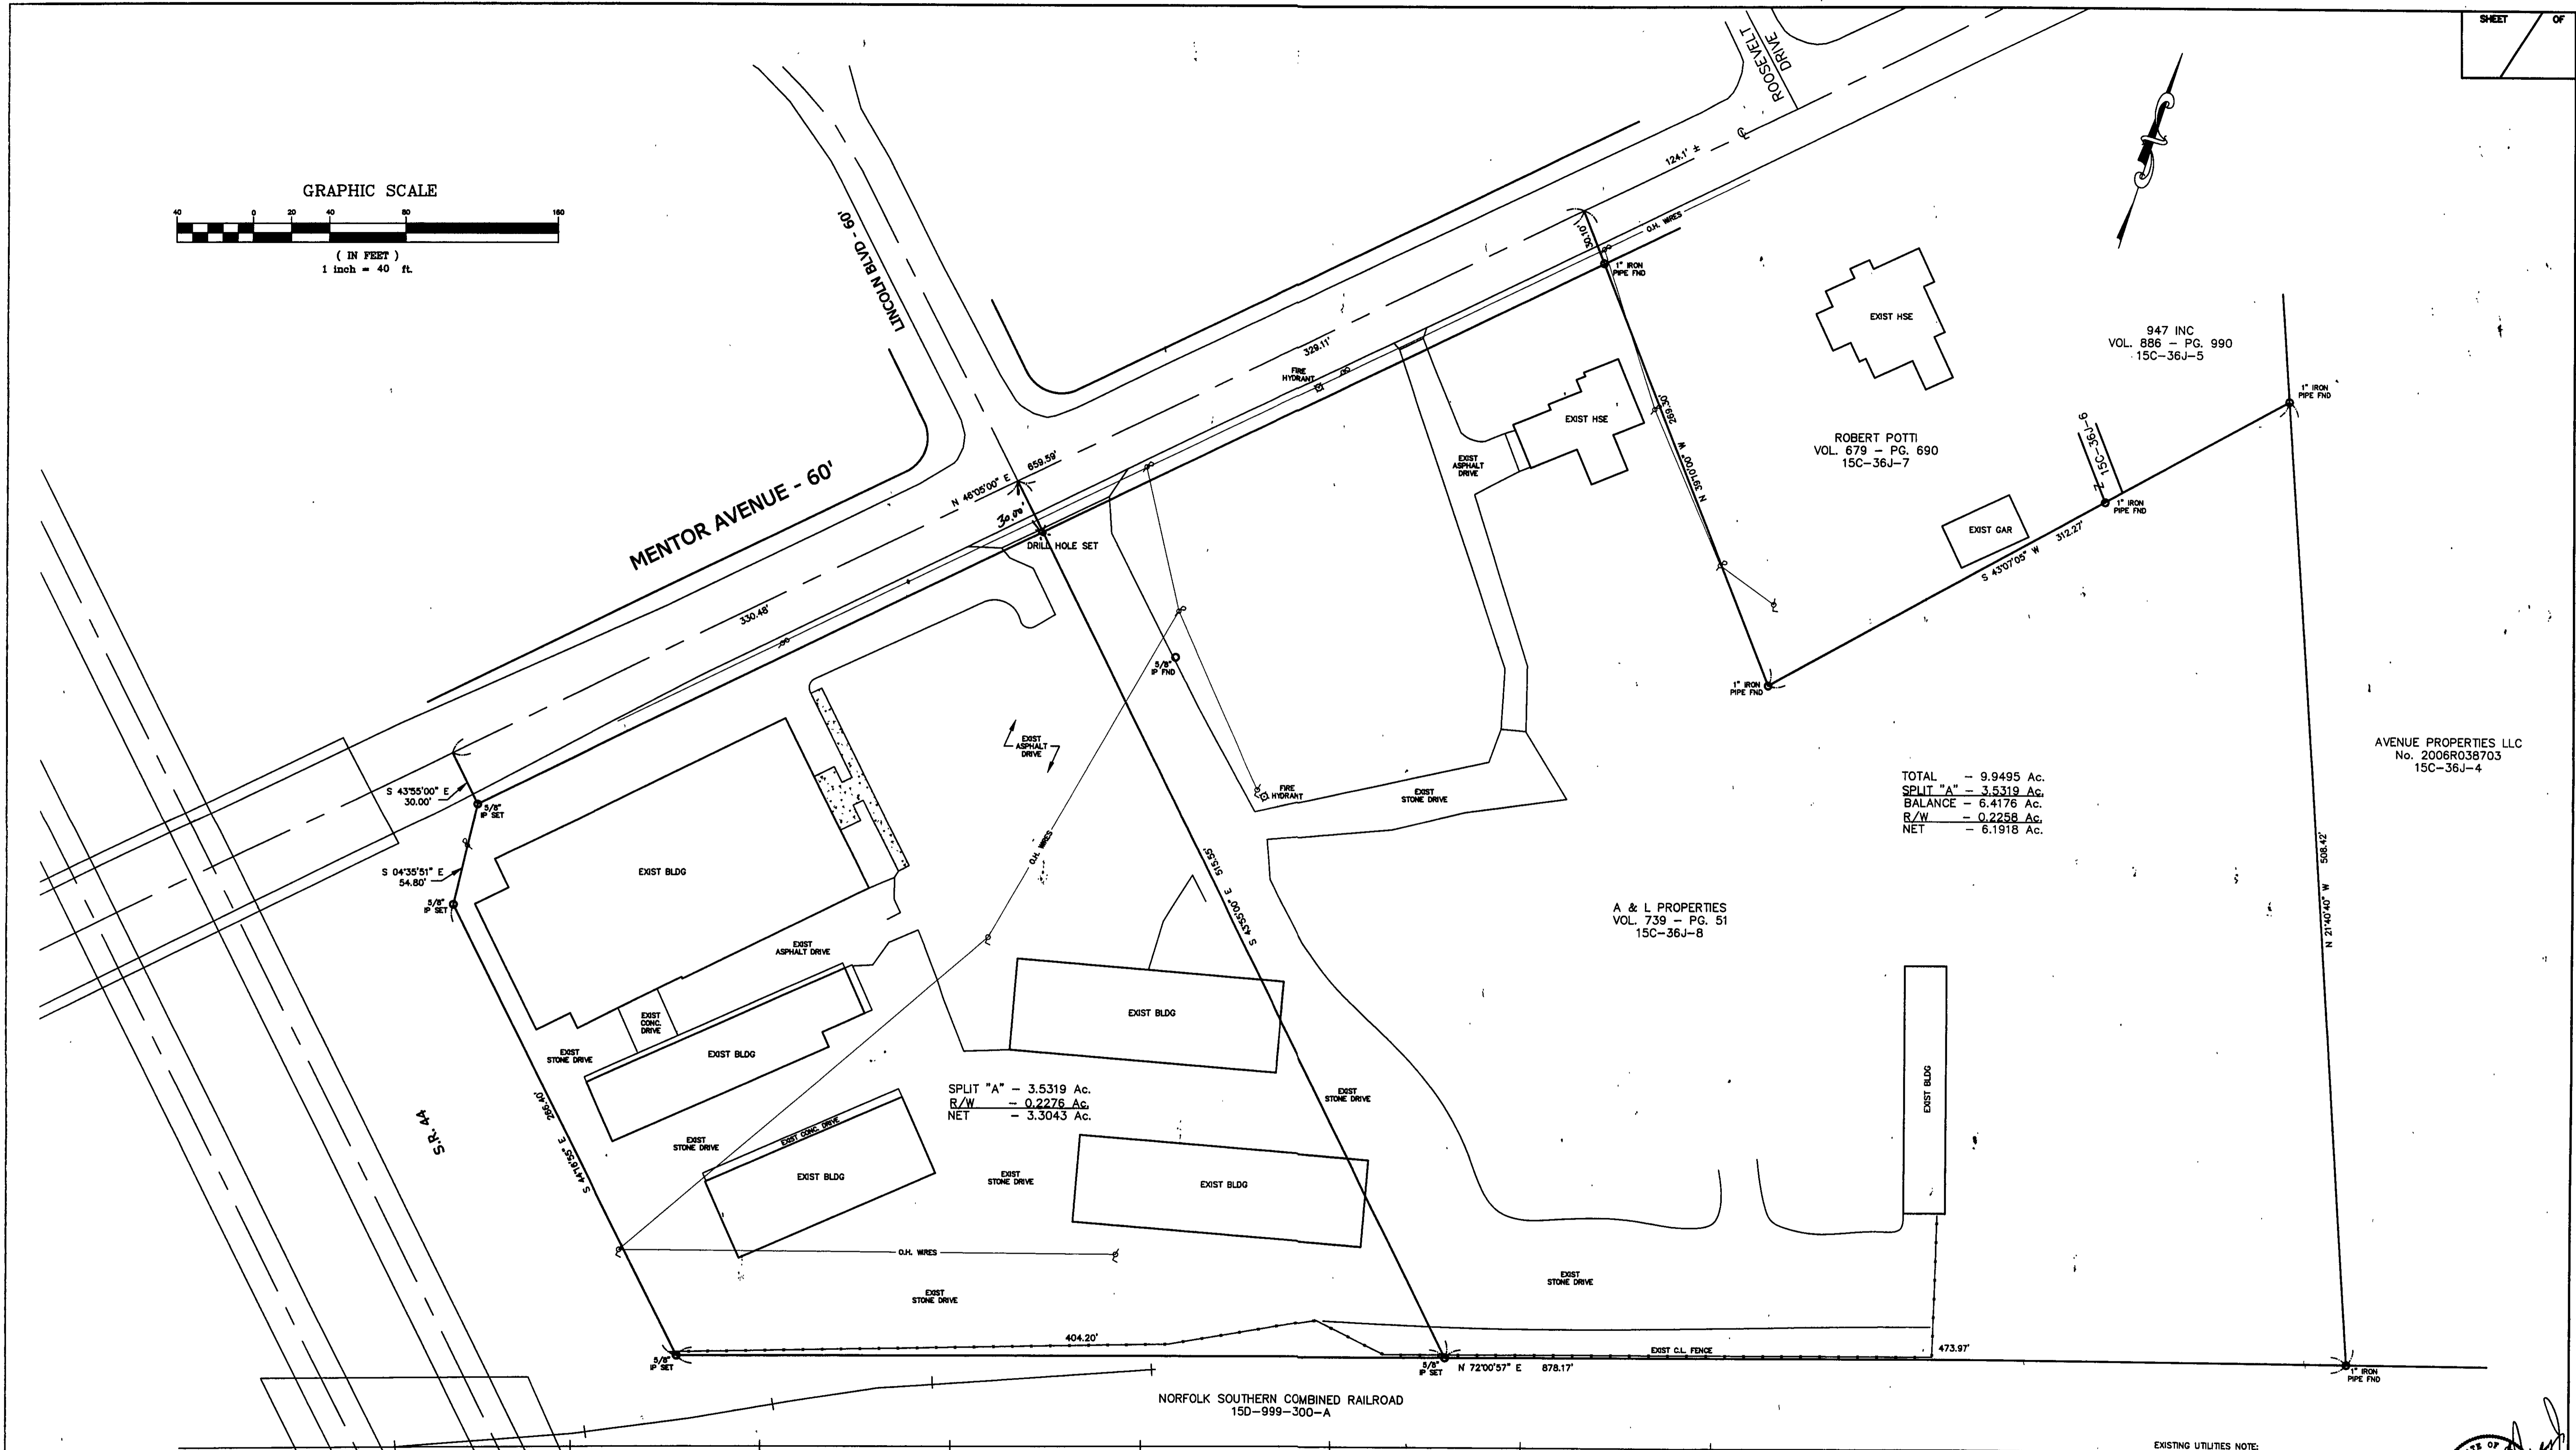 SHEET OF
ROOSEVELT
DRIVE
GRAPHIC SCALE
40 0 20 40 80 160
( IN FEET )
1 inch = 40 ft.
LINCOLN BLVD - 60'
124.1' ±
30.10'
O.H. WIRES
1" IRON
PIPE FND
EXIST HSE
947 INC
VOL. 886 - PG. 990
15C-36J-5
329.11'
FIRE
HYDRANT
EXIST HSE
269.30'
N 39°10'00" W
ROBERT POTTI
VOL. 679 - PG. 690
15C-36J-7
1" IRON
PIPE FND
Z 15C-36J-6
1" IRON
PIPE FND
EXIST
ASPHALT
DRIVE
MENTOR AVENUE - 60'
N 46°05'00" E 659.59'
30.00'
DRILL HOLE SET
EXIST GAR
S 43°07'05" W 312.27'
330.48'
5/8"
IP FND
1" IRON
PIPE FND
EXIST
ASPHALT
DRIVE
S 43°55'00" E
30.00'
5/8"
IP SET
FIRE
HYDRANT
EXIST
STONE DRIVE
TOTAL - 9.9495 Ac.
SPLIT "A" - 3.5319 Ac.
BALANCE - 6.4176 Ac.
R/W - 0.2258 Ac.
NET - 6.1918 Ac.
AVENUE PROPERTIES LLC
No. 2006R038703
15C-36J-4
O.H. WIRES
S 04°35'51" E
54.80'
5/8"
IP SET
EXIST BLDG
S 43°55'00" E 515.55'
N 21°40'40" W 508.42'
A & L PROPERTIES
VOL. 739 - PG. 51
15C-36J-8
EXIST
ASPHALT DRIVE
EXIST
CONC.
DRIVE
EXIST BLDG
EXIST
STONE DRIVE
EXIST BLDG
SPLIT "A" - 3.5319 Ac.
R/W - 0.2276 Ac.
NET - 3.3043 Ac.
EXIST
STONE DRIVE
EXIST BLDG
S.R. 44
S 44°16'55" E 266.40'
EXIST CONC. DRIVE
EXIST
STONE DRIVE
EXIST BLDG
EXIST
STONE DRIVE
EXIST BLDG
O.H. WIRES
EXIST
STONE DRIVE
EXIST
STONE DRIVE
404.20'
EXIST C.L. FENCE
473.97'
5/8"
IP SET
5/8"
IP SET
N 72°00'57" E 878.17'
1" IRON
PIPE FND
NORFOLK SOUTHERN COMBINED RAILROAD
15D-999-300-A
EXISTING UTILITIES NOTE: